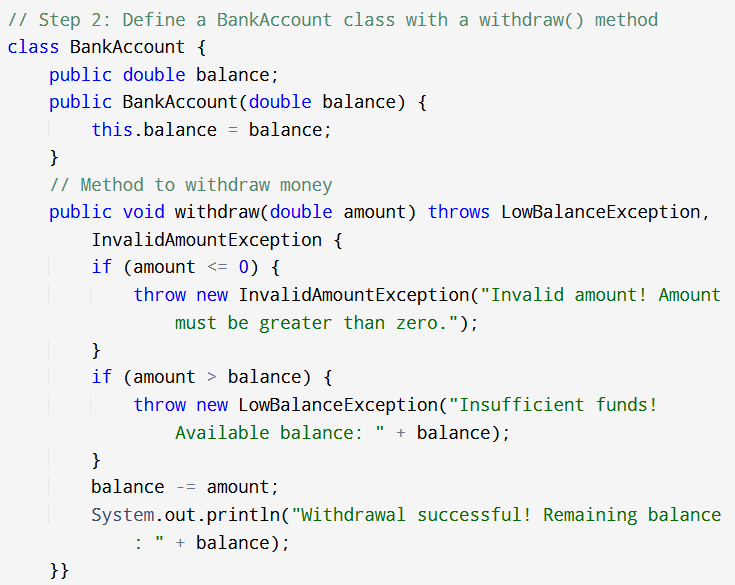 // Step 2: Define a BankAccount class with a withdraw() method
class BankAccount {
    public double balance;
    public BankAccount(double balance) {
        this.balance = balance;
    }
    // Method to withdraw money
    public void withdraw(double amount) throws LowBalanceException,
        InvalidAmountException {
        if (amount <= 0) {
            throw new InvalidAmountException("Invalid amount! Amount
                must be greater than zero.");
        }
        if (amount > balance) {
            throw new LowBalanceException("Insufficient funds!
                Available balance: " + balance);
        }
        balance -= amount;
        System.out.println("Withdrawal successful! Remaining balance
            : " + balance);
    }}